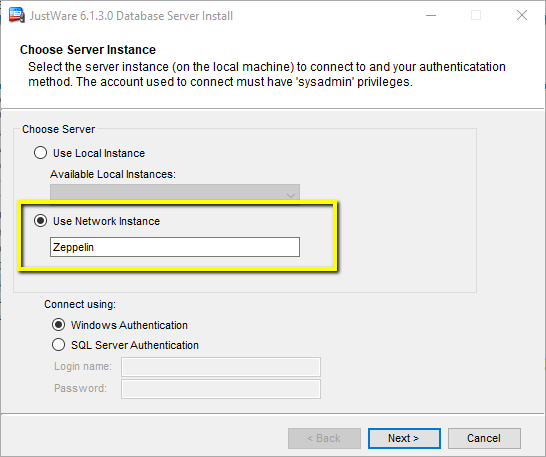 JustWare 6.1.3.0 Database Server Install
Choose Server Instance
Select the server instance (on the local machine) to connect to and your authenticatation
method. The account used to connect must have 'sysadmin' privileges.
Choose Server
Use Local Instance
Available Local Instances:
Use Network Instance
Zeppelin
Connect using:
Windows Authentication
SQL Server Authentication
Login name:
Password:
< Back
Next >
Cancel